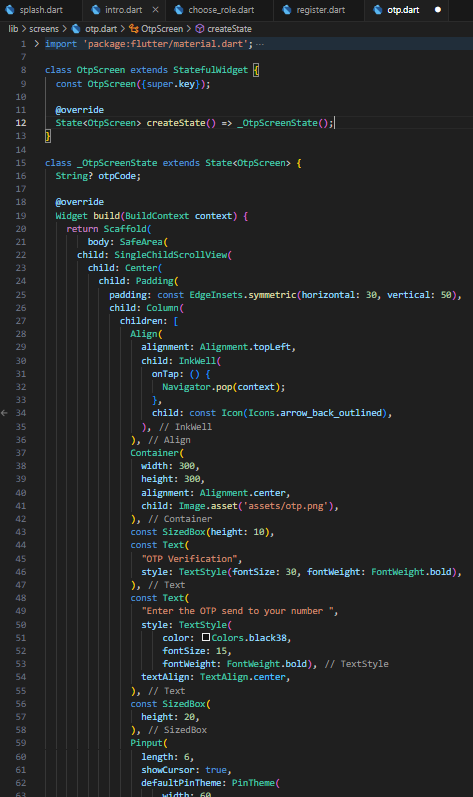 splash.dart intro.dart choose_role.dart register.dart otp.dart
lib > screens > otp.dart > OtpScreen > createState
1 import 'package:flutter/material.dart'; ...
7
8 class OtpScreen extends StatefulWidget {
9 const OtpScreen({super.key});
10
11 @override
12 State<OtpScreen> createState() => _OtpScreenState();
13 }
14
15 class _OtpScreenState extends State<OtpScreen> {
16 String? otpCode;
17
18 @override
19 Widget build(BuildContext context) {
20 return Scaffold(
21 body: SafeArea(
22 child: SingleChildScrollView(
23 child: Center(
24 child: Padding(
25 padding: const EdgeInsets.symmetric(horizontal: 30, vertical: 50),
26 child: Column(
27 children: [
28 Align(
29 alignment: Alignment.topLeft,
30 child: InkWell(
31 onTap: () {
32 Navigator.pop(context);
33 },
34 child: const Icon(Icons.arrow_back_outlined),
35 ), // InkWell
36 ), // Align
37 Container(
38 width: 300,
39 height: 300,
40 alignment: Alignment.center,
41 child: Image.asset('assets/otp.png'),
42 ), // Container
43 const SizedBox(height: 10),
44 const Text(
45 "OTP Verification",
46 style: TextStyle(fontSize: 30, fontWeight: FontWeight.bold),
47 ), // Text
48 const Text(
49 "Enter the OTP send to your number ",
50 style: TextStyle(
51 color: Colors.black38,
52 fontSize: 15,
53 fontWeight: FontWeight.bold), // TextStyle
54 textAlign: TextAlign.center,
55 ), // Text
56 const SizedBox(
57 height: 20,
58 ), // SizedBox
59 Pinput(
60 length: 6,
61 showCursor: true,
62 defaultPinTheme: PinTheme(
63 width: 60,